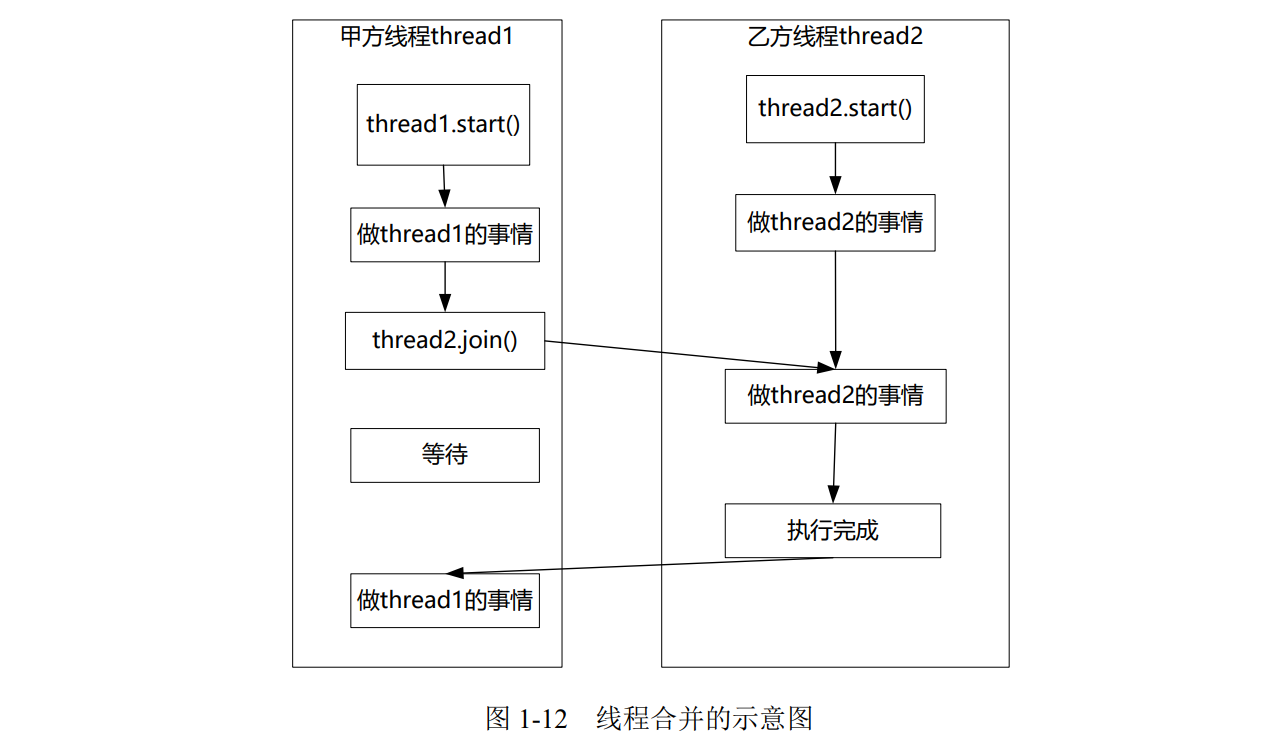 甲方线程thread1
thread1.start()
做thread1的事情
thread2.join()
等待
做thread1的事情
乙方线程thread2
thread2.start()
做thread2的事情
做thread2的事情
执行完成
图 1-12 线程合并的示意图